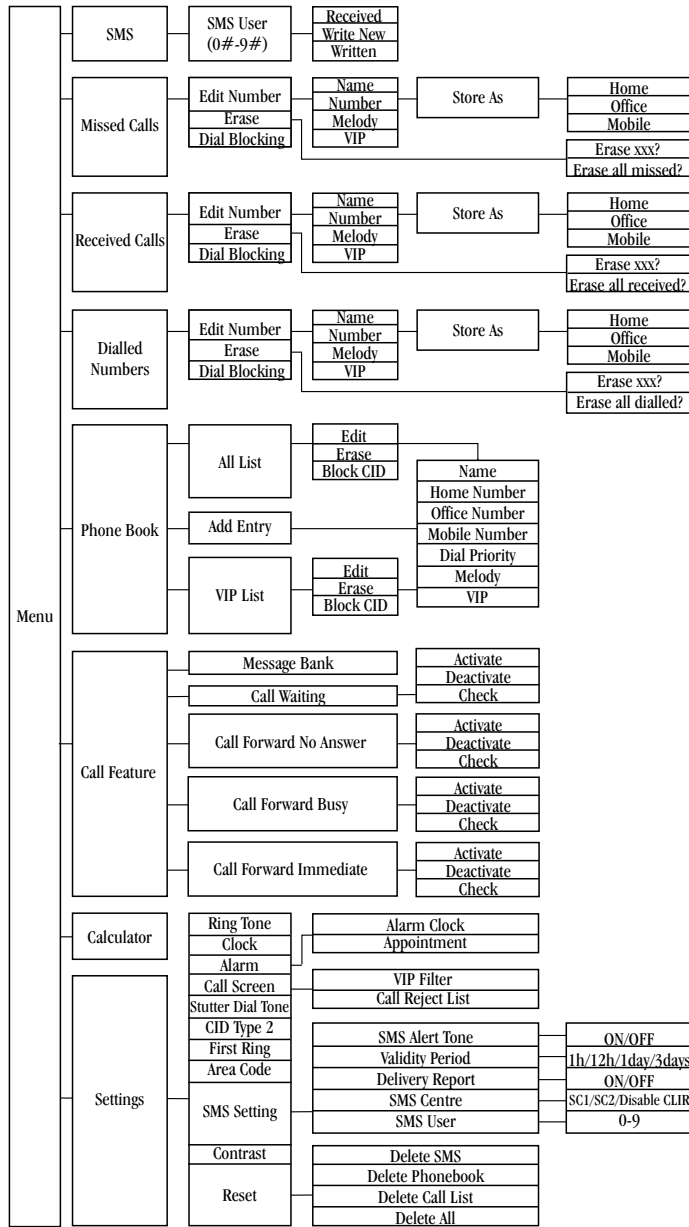 Menu
SMS
SMS User
(0#-9#)
Received
Write New
Written
Missed Calls
Edit Number
Erase
Dial Blocking
Name
Number
Melody
VIP
Store As
Home
Office
Mobile
Erase xxx?
Erase all missed?
Received Calls
Edit Number
Erase
Dial Blocking
Name
Number
Melody
VIP
Store As
Home
Office
Mobile
Erase xxx?
Erase all received?
Dialled
Numbers
Edit Number
Erase
Dial Blocking
Name
Number
Melody
VIP
Store As
Home
Office
Mobile
Erase xxx?
Erase all dialled?
Phone Book
All List
Edit
Erase
Block CID
Add Entry
VIP List
Edit
Erase
Block CID
Name
Home Number
Office Number
Mobile Number
Dial Priority
Melody
VIP
Call Feature
Message Bank
Call Waiting
Activate
Deactivate
Check
Call Forward No Answer
Activate
Deactivate
Check
Call Forward Busy
Activate
Deactivate
Check
Call Forward Immediate
Activate
Deactivate
Check
Calculator
Settings
Ring Tone
Clock
Alarm
Call Screen
Stutter Dial Tone
CID Type 2
First Ring
Area Code
SMS Setting
Contrast
Reset
Alarm Clock
Appointment
VIP Filter
Call Reject List
SMS Alert Tone
Validity Period
Delivery Report
SMS Centre
SMS User
ON/OFF
1h/12h/1day/3days
ON/OFF
SC1/SC2/Disable CLIR
0-9
Delete SMS
Delete Phonebook
Delete Call List
Delete All